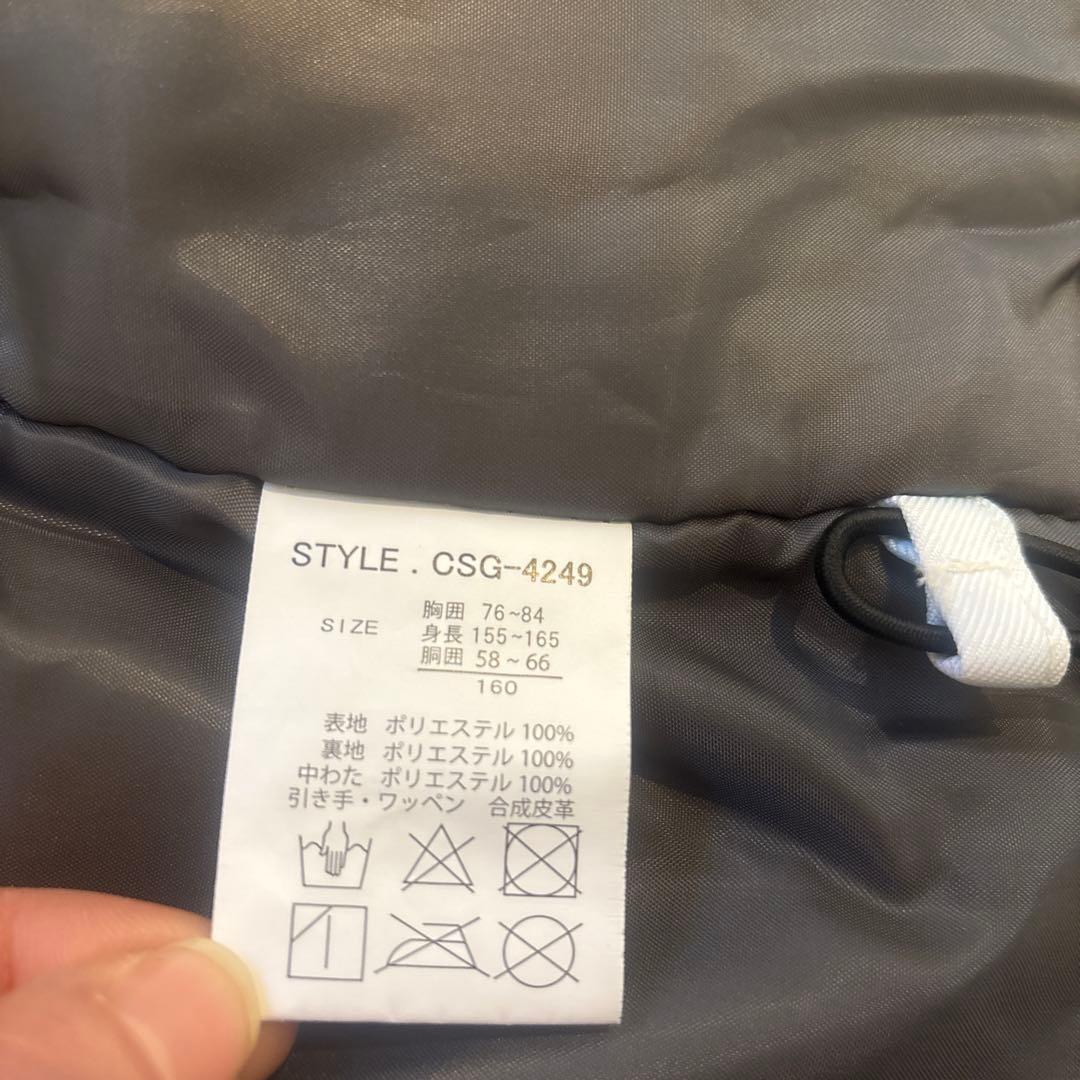 STYLE . CSG-4249
SIZE
胸囲 76~84
身長 155~165
胴囲 58~66
160
表地 ポリエステル 100%
裏地 ポリエステル 100%
中わた ポリエステル 100%
引き手・ワッペン 合成皮革